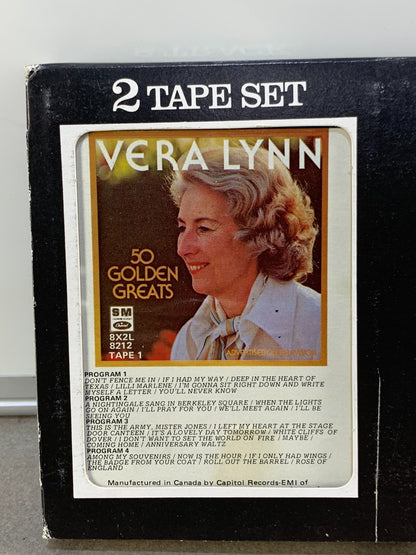 2 TAPE SET
VERA LYNN
50
GOLDEN
GREATS
SM
Capitol
8X2L
8212
TAPE 1
PROGRAM 1
DON'T FENCE ME IN / IF I HAD MY WAY / DEEP IN THE HEART OF
TEXAS / LILLI MARLENE / I'M GONNA SIT RIGHT DOWN AND WRITE
MYSELF A LETTER / YOU'LL NEVER KNOW
PROGRAM 2
A NIGHTINGALE SANG IN BERKELEY SQUARE / WHEN THE LIGHTS
GO ON AGAIN / I'LL PRAY FOR YOU / WE'LL MEET AGAIN / I'LL BE
SEEING YOU
PROGRAM 3
THIS IS THE ARMY, MISTER JONES / I LEFT MY HEART AT THE STAGE
DOOR CANTEEN / IT'S A LOVELY DAY TOMORROW / WHITE CLIFFS OF
DOVER / I DON'T WANT TO SET THE WORLD ON FIRE / MAYBE /
COMING HOME / ANNIVERSARY WALTZ
PROGRAM 4
AMONG MY SOUVENIRS / NOW IS THE HOUR / IF I ONLY HAD WINGS /
THE BADGE FROM YOUR COAT / ROLL OUT THE BARREL / ROSE OF
ENGLAND
Manufactured in Canada by Capitol Records-EMI of